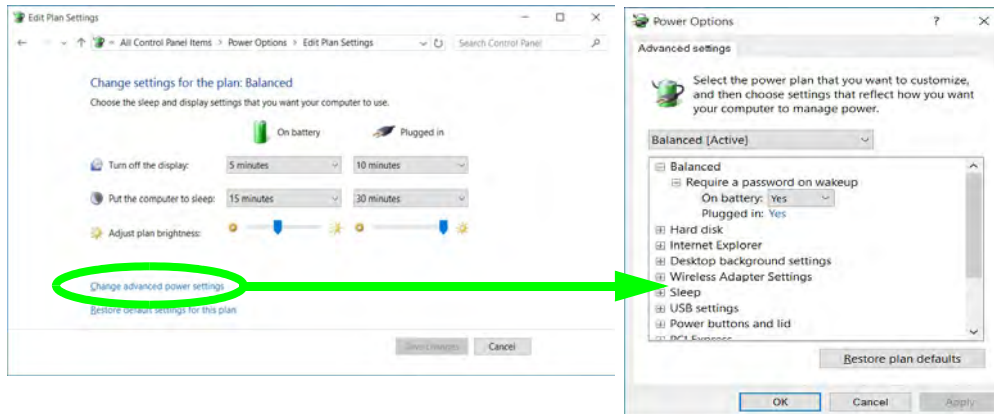 Edit Plan Settings
« All Control Panel Items > Power Options > Edit Plan Settings
Search Control Panel
Change settings for the plan: Balanced
Choose the sleep and display settings that you want your computer to use.
On battery
Plugged in
Turn off the display:
5 minutes
10 minutes
Put the computer to sleep:
15 minutes
30 minutes
Adjust plan brightness:
Change advanced power settings
Restore default settings for this plan
Save changes
Cancel
Power Options
Advanced settings
Select the power plan that you want to customize,
and then choose settings that reflect how you want
your computer to manage power.
Balanced [Active]
Balanced
Require a password on wakeup
On battery: Yes
Plugged in: Yes
Hard disk
Internet Explorer
Desktop background settings
Wireless Adapter Settings
Sleep
USB settings
Power buttons and lid
PCI Express
Restore plan defaults
OK
Cancel
Apply